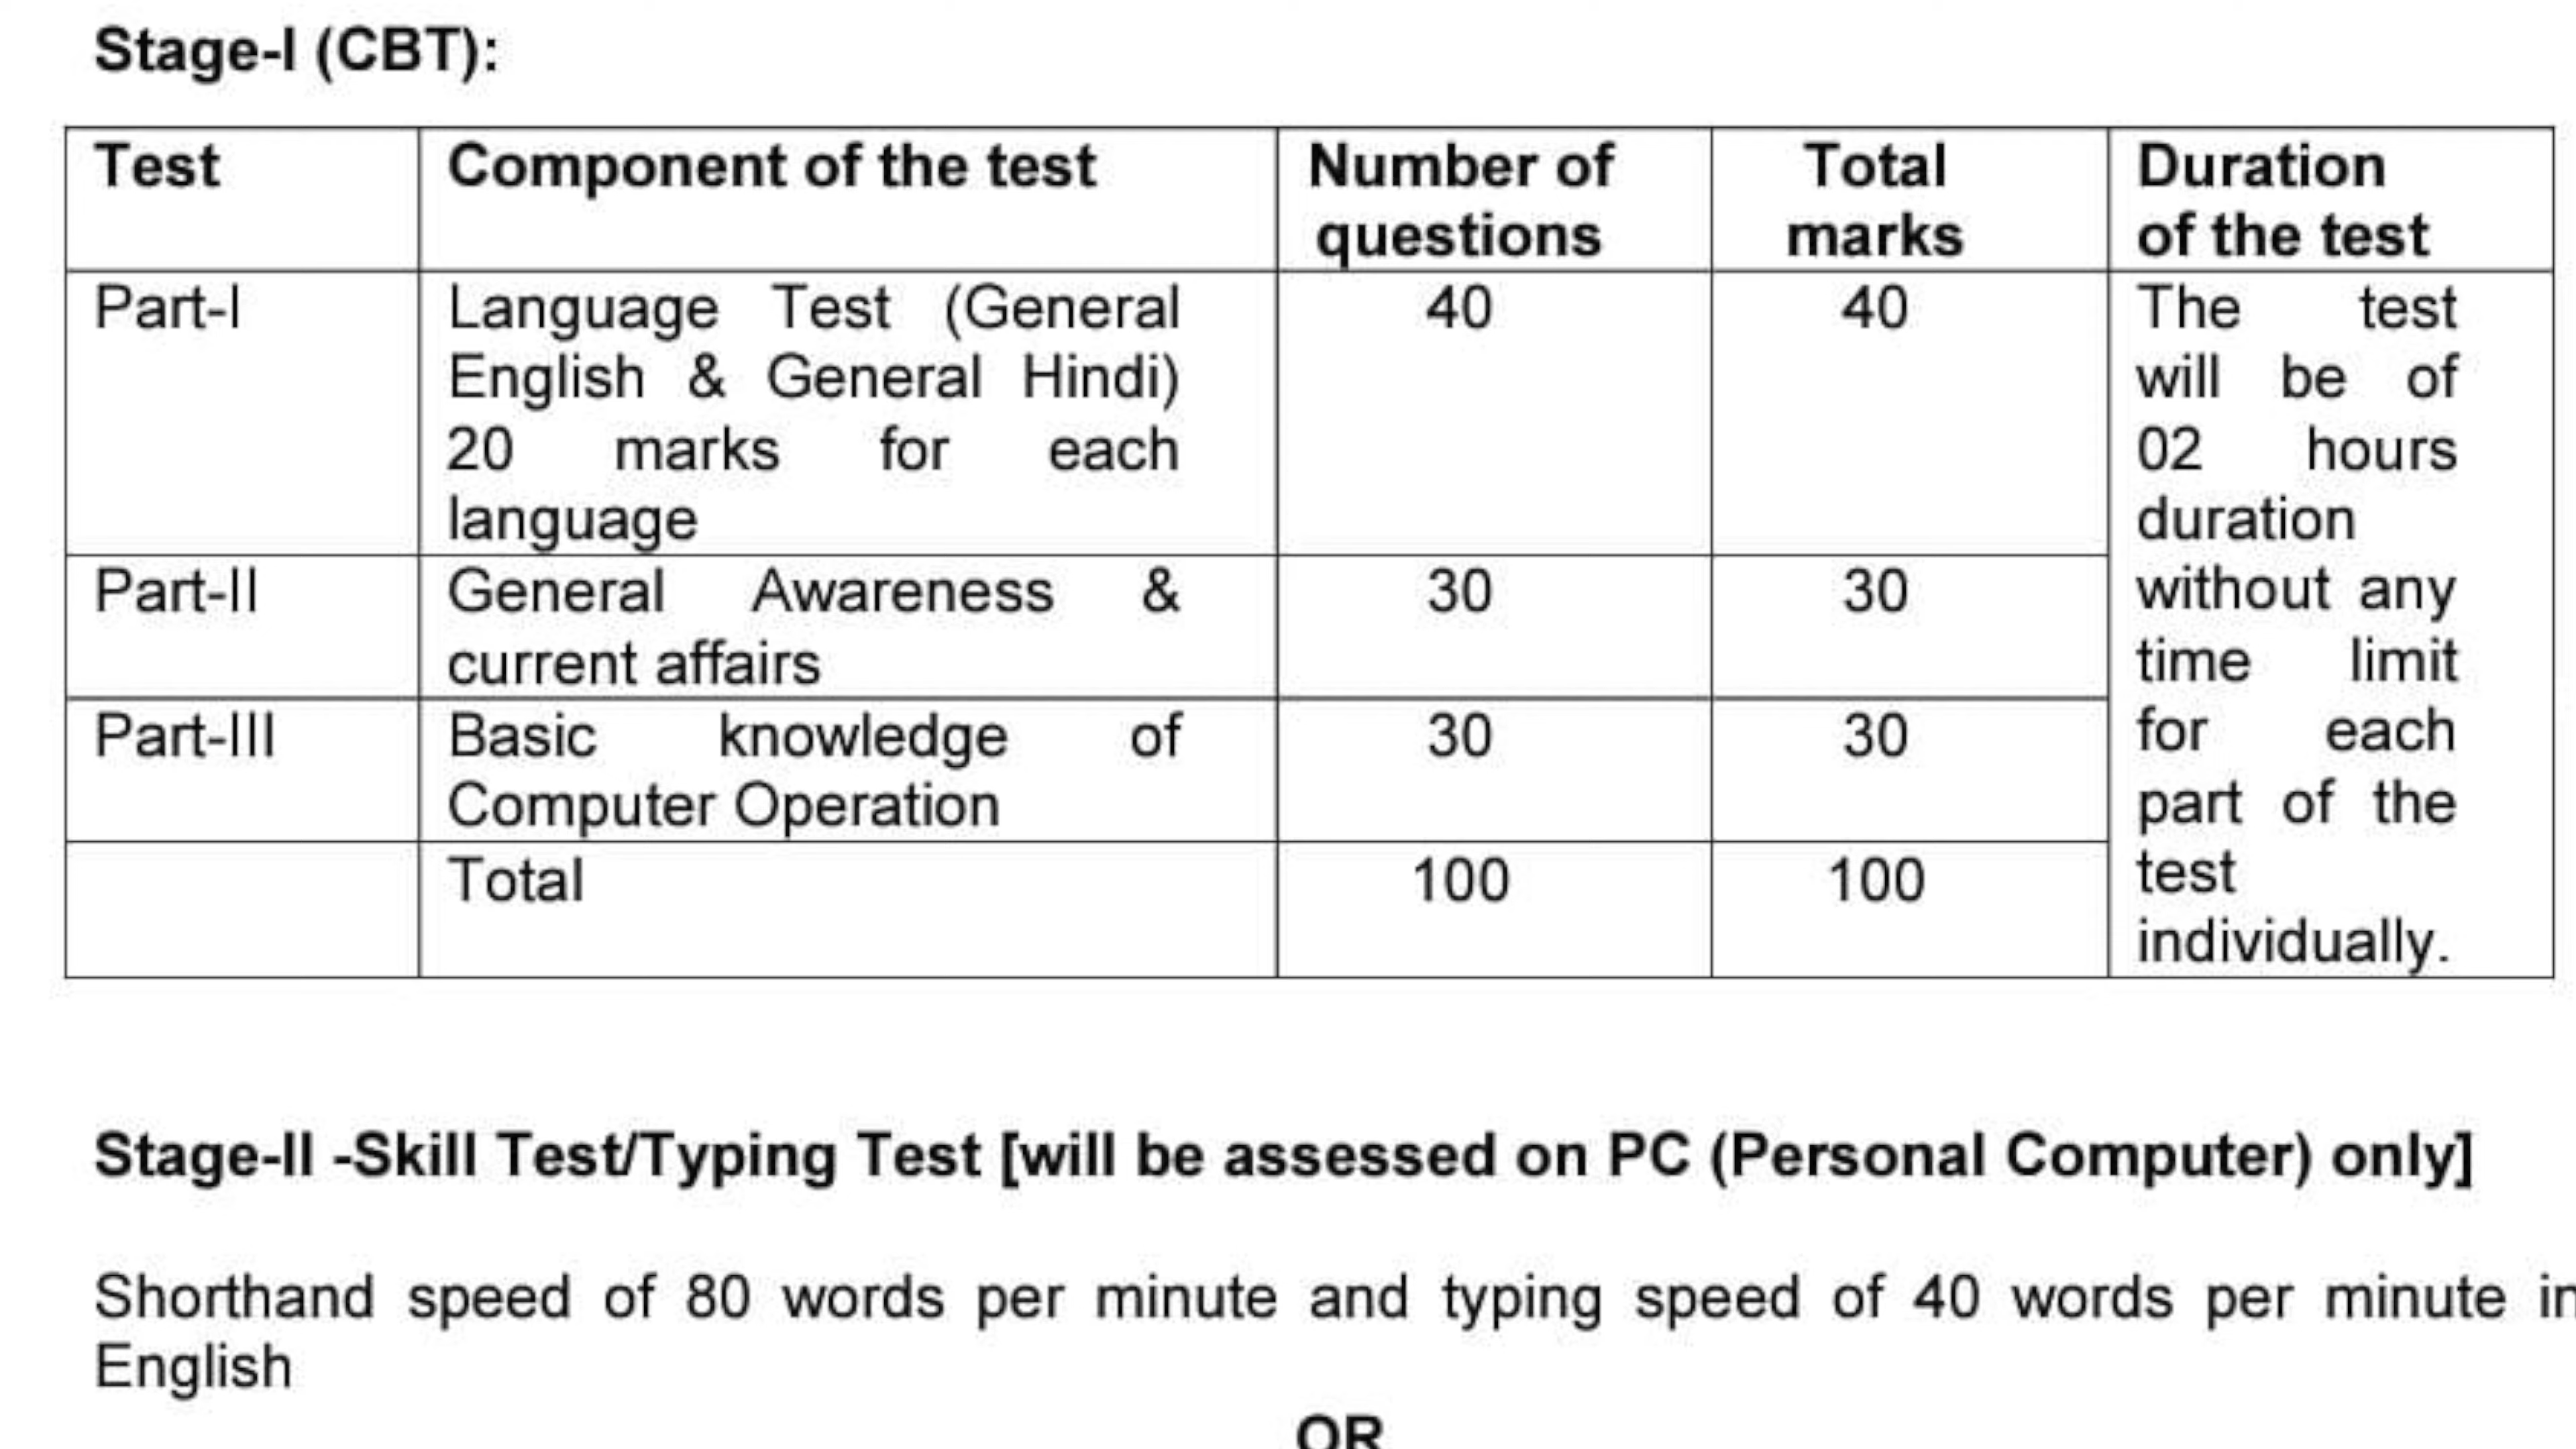 Stage-I (CBT):
Test Component of the test Number of Total Duration
questions marks of the test
Part-I Language Test (General 40 40 The test
English & General Hindi) will be of
20 marks for each 02 hours
language duration
Part-II General Awareness & 30 30 without any
current affairs time limit
Part-III Basic knowledge of 30 30 for each
Computer Operation part of the
Total 100 100 test
individually.
Stage-II -Skill Test/Typing Test [will be assessed on PC (Personal Computer) only]
Shorthand speed of 80 words per minute and typing speed of 40 words per minute in
English
OR